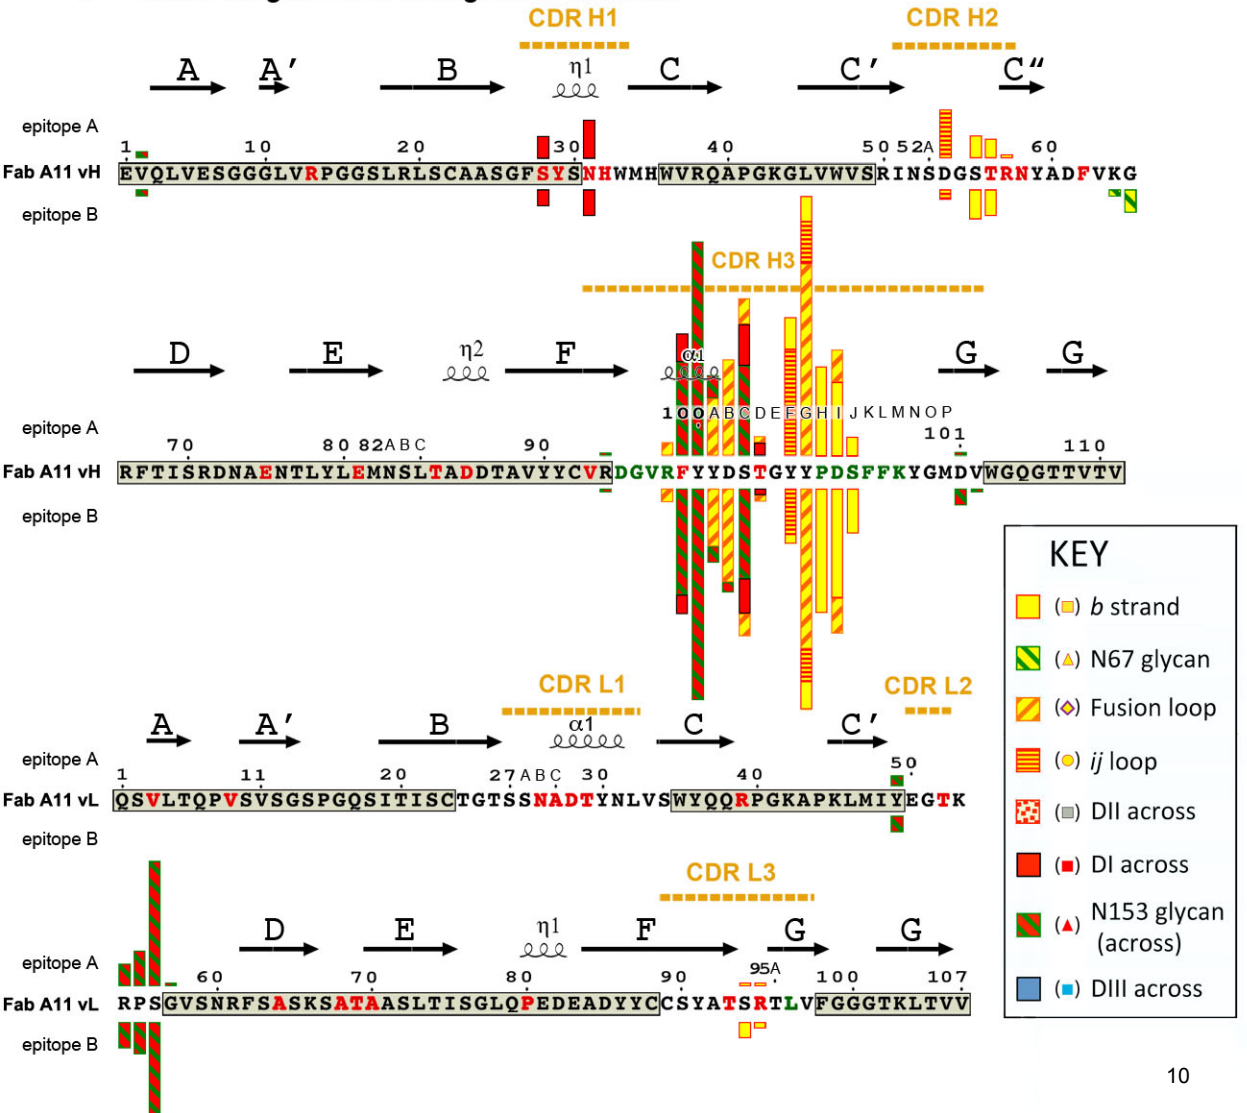 CDR H1
CDR H2
A A′ B η1 C C′ C″
epitope A
1 10 20 30 40 50 52A 60
Fab A11 vH EVQLVESGGGLVRPGGSLRLSCAASGFSYSNHWMHWVRQAPGKGLVWVSRINSDGSTRNYADFVKG
epitope B
CDR H3
D E η2 F α1 G G
100ABCDEFGHIJKLMNOP
epitope A
70 80 82ABC 90 101 110
Fab A11 vH RFTISRDNAENTLYLEMNSLTADDTAVYYCVRDGVRFYYDSTGYYPDSFFKYGMDVWGQGTTVTV
epitope B
KEY
b strand
N67 glycan
Fusion loop
ij loop
DII across
DI across
N153 glycan
(across)
DIII across
CDR L1
CDR L2
A A′ B α1 C C′
epitope A
1 11 20 27ABC 30 40 50
Fab A11 vL QSVLTQPVSVSGSPGQSITISCTGTSSNADTYNLVSWYQQRPGKAPKLMIYEGTK
epitope B
CDR L3
D E η1 F G G
epitope A
60 70 80 90 95A 100 107
Fab A11 vL RPSGVSNRFSASKSATAASLTISGLQPEDEADYYCCSYATSRTLVFGGGTKLTVV
epitope B
10